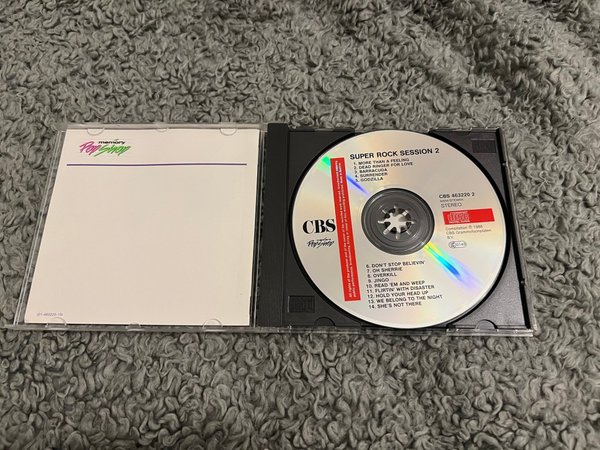 memory
Pop Shop
SUPER ROCK SESSION 2
1. MORE THAN A FEELING
2. DEAD RINGER FOR LOVE
3. BARRACUDA
4. SURRENDER
5. GODZILLA
CBS
Pop Shop
CBS 463220 2
STEREO
Compilation ℗ 1988
CBS Grammofoonplaten
B.V.
6. DON'T STOP BELIEVIN'
7. OH SHERRIE
8. OVERKILL
9. JINGO
10. READ 'EM AND WEEP
11. FLIRTIN' WITH DISASTER
12. HOLD YOUR HEAD UP
13. WE BELONG TO THE NIGHT
14. SHE'S NOT THERE